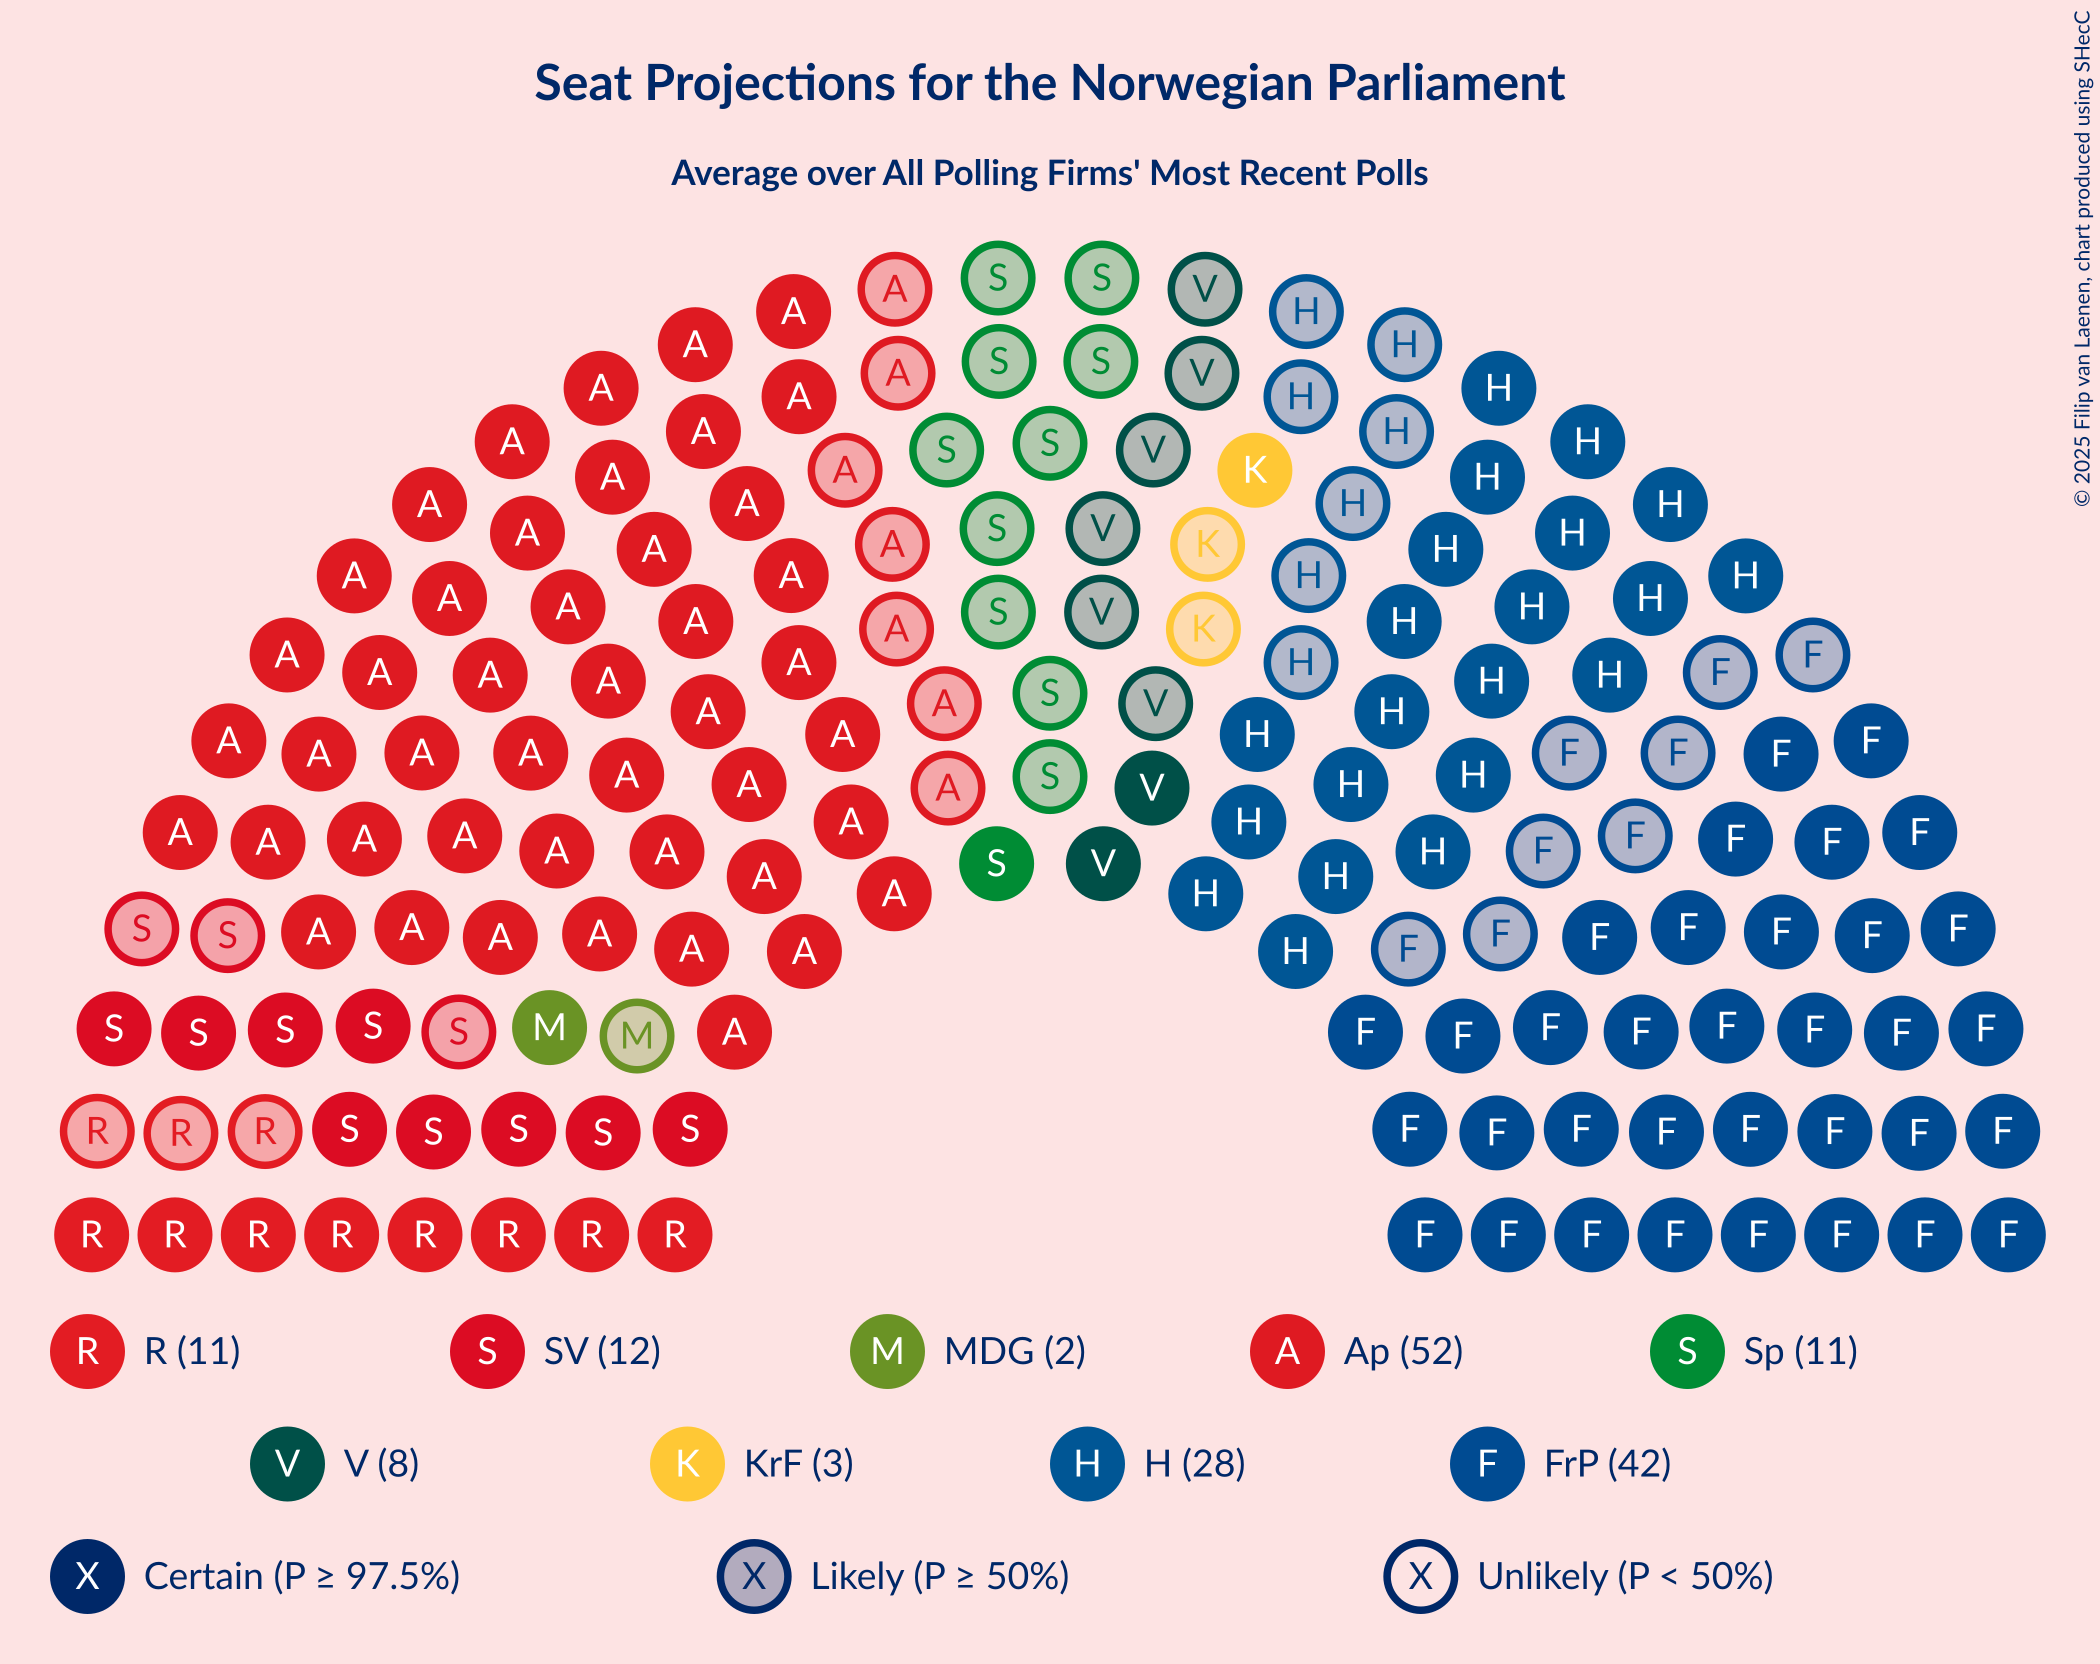 Seat Projections for the Norwegian Parliament
Average over All Polling Firms' Most Recent Polls
© 2025 Filip van Laenen, chart produced using SHecC
A S S V
A H
A H
A S S V
A H H
A A H
A S S V K H
A H
A S V K H
A H
A S V K H
A H
A S V H
A S V H
A S V H
S S A A A A A A H F F F F F F F
S S S S S M M A F F F F F F F F
R R R S S S S S F F F F F F F F
R R R R R R R R F F F F F F F F
R R (11) S SV (12) M MDG (2) A Ap (52) S Sp (11)
V V (8) K KrF (3) H H (28) F FrP (42)
X Certain (P ≥ 97.5%) X Likely (P ≥ 50%) X Unlikely (P < 50%)